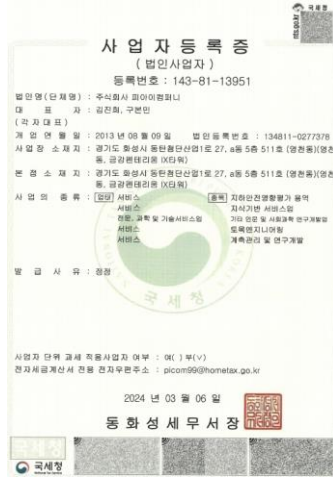 국세청
nts.go.kr
사업자등록증
( 법인사업자 )
등록번호 : 143-81-13951
법인명(단체명) : 주식회사 피아이컴퍼니
대 표 자 : 김진희, 구본민
(각자대표)
개 업 연 월 일 : 2013 년 08 월 09 일 법인등록번호 : 134811-0277378
사업장 소재지 : 경기도 화성시 동탄첨단산업1로 27, a동 5층 511호 (영천동)(영천
동, 금강펜테리움 IX타워)
본 점 소 재 지 : 경기도 화성시 동탄첨단산업1로 27, a동 5층 511호 (영천동)(영천
동, 금강펜테리움 IX타워)
사 업 의 종 류 : 업태 서비스 종목 지하안전영향평가 용역
서비스 지식기반 서비스업
전문, 과학 및 기술서비스업 기타 인문 및 사회과학 연구개발업
서비스 토목엔지니어링
서비스 계측관리 및 연구개발
국세청
발 급 사 유 : 정정
사업자 단위 과세 적용사업자 여부 : 여( ) 부(∨)
전자세금계산서 전용 전자우편주소 : picom99@hometax.go.kr
2024 년 03 월 06 일
동화성세무서장
국세청
국세청